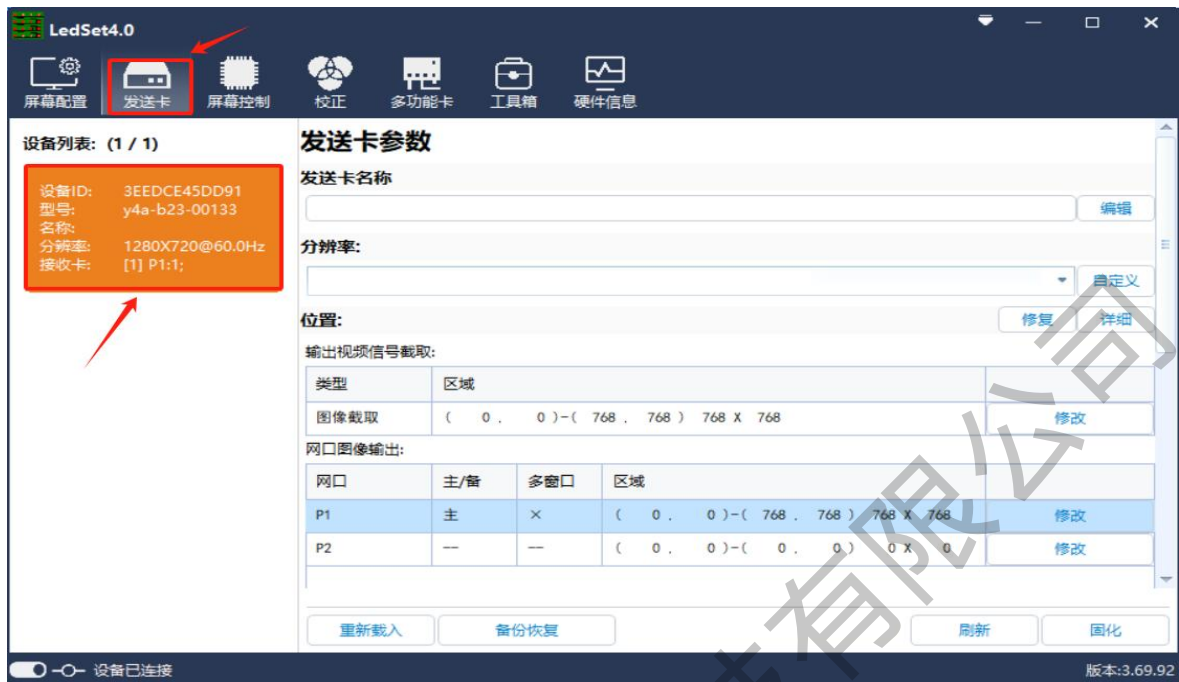 LedSet4.0
屏幕配置 发送卡 屏幕控制 校正 多功能卡 工具箱 硬件信息
设备列表: (1 / 1)
设备ID: 3EEDCE45DD91
型号: y4a-b23-00133
名称:
分辨率: 1280X720@60.0Hz
接收卡: [1] P1:1;
发送卡参数
发送卡名称
编辑
分辨率:
自定义
位置: 修复 详细
输出视频信号截取:
类型 区域
图像截取 ( 0 , 0 )-( 768 , 768 ) 768 X 768 修改
网口图像输出:
网口 主/备 多窗口 区域
P1 主 × ( 0 , 0 )-( 768 , 768 ) 768 X 768 修改
P2 -- -- ( 0 , 0 )-( 0 , 0 ) 0 X 0 修改
重新载入 备份恢复 刷新 固化
设备已连接 版本:3.69.92
技有限公司